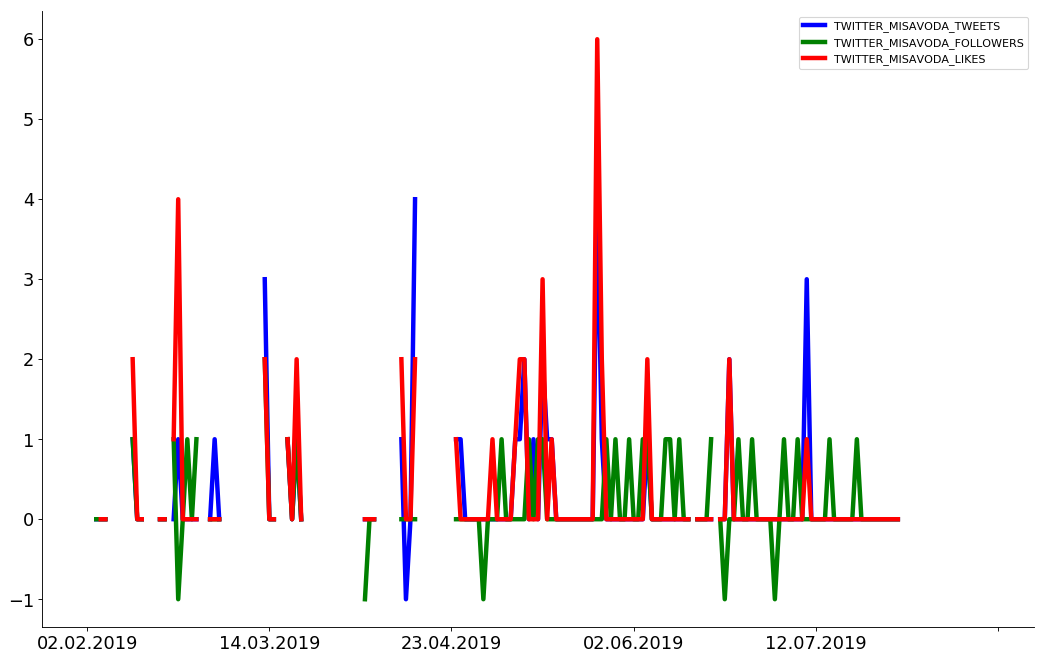 TWITTER_MISAVODA_TWEETS
TWITTER_MISAVODA_FOLLOWERS
TWITTER_MISAVODA_LIKES
6
5
4
3
2
1
0
−1
02.02.2019 14.03.2019 23.04.2019 02.06.2019 12.07.2019